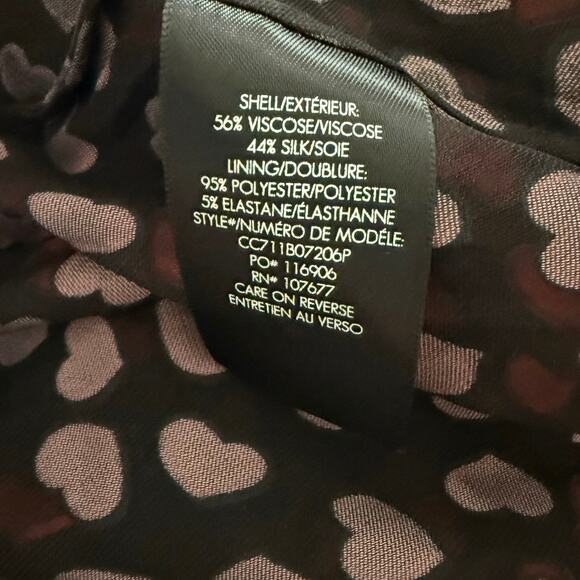 SHELL/EXTÉRIEUR:
56% VISCOSE/VISCOSE
44% SILK/SOIE
LINING/DOUBLURE:
95% POLYESTER/POLYESTER
5% ELASTANE/ÉLASTHANNE
STYLE#/NUMÉRO DE MODÉLE:
CC711B07206P
PO# 116906
RN# 107677
CARE ON REVERSE
ENTRETIEN AU VERSO